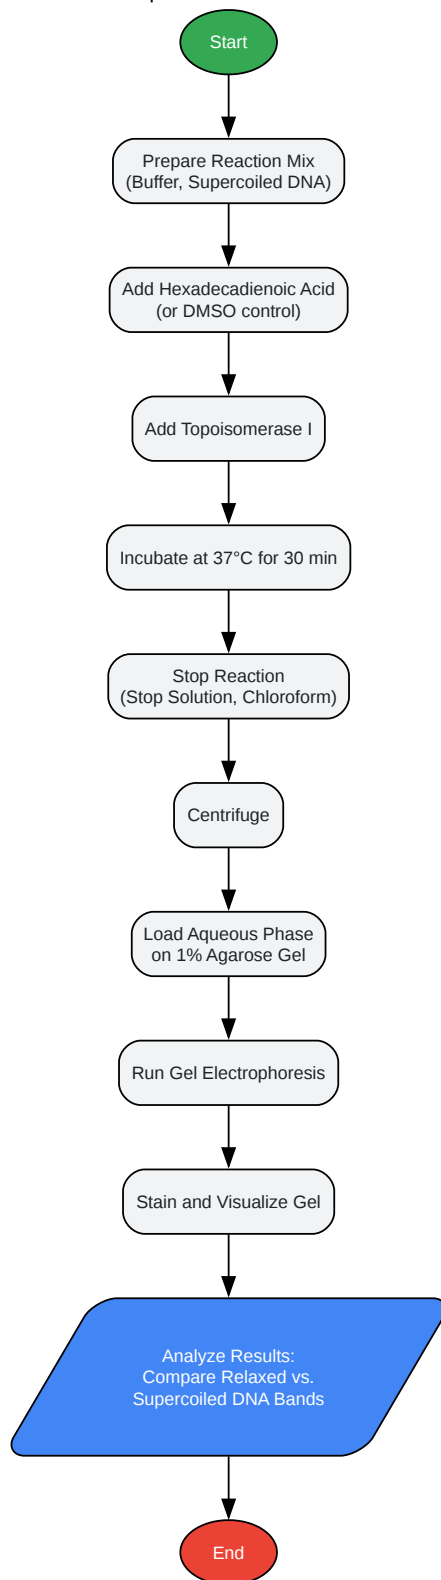 Start
Prepare Reaction Mix
(Buffer, Supercoiled DNA)
Add Hexadecadienoic Acid
(or DMSO control)
Add Topoisomerase I
Incubate at 37°C for 30 min
Stop Reaction
(Stop Solution, Chloroform)
Centrifuge
Load Aqueous Phase
on 1% Agarose Gel
Run Gel Electrophoresis
Stain and Visualize Gel
Analyze Results:
Compare Relaxed vs.
Supercoiled DNA Bands
End